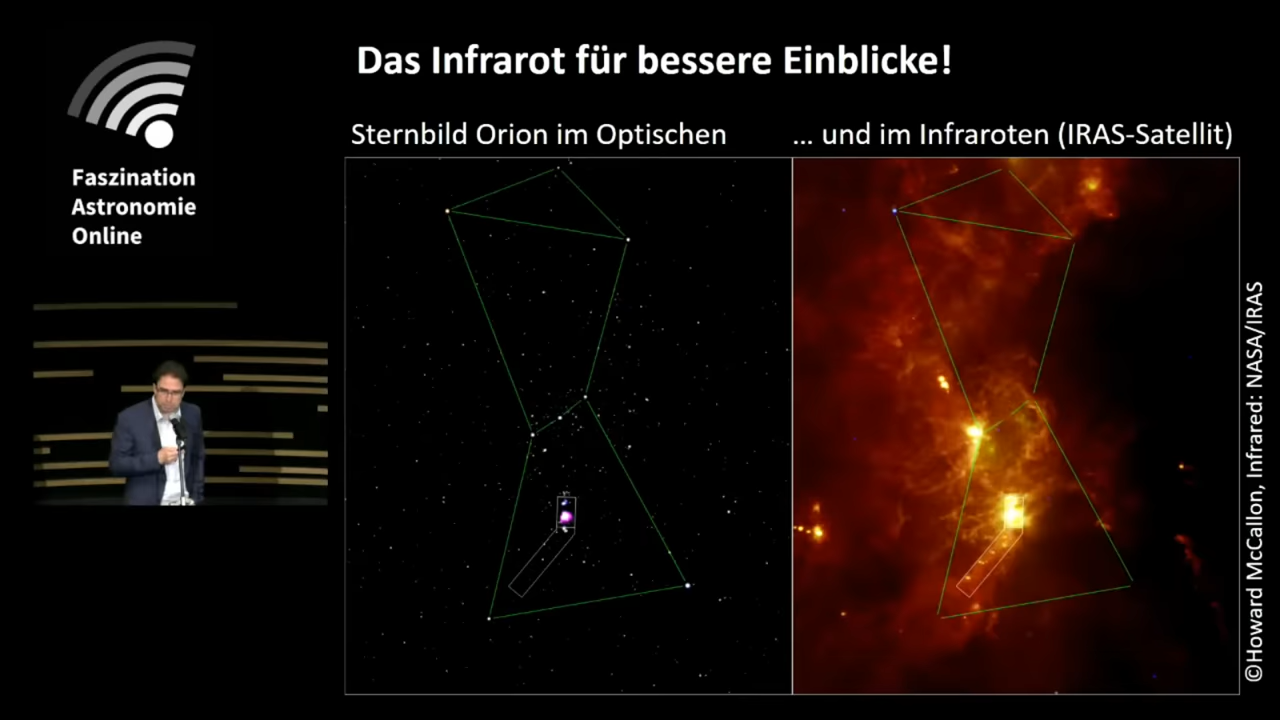 Das Infrarot für bessere Einblicke!
Faszination
Astronomie
Online
Sternbild Orion im Optischen
... und im Infraroten (IRAS-Satellit)
©Howard McCallon, Infrared: NASA/IRAS